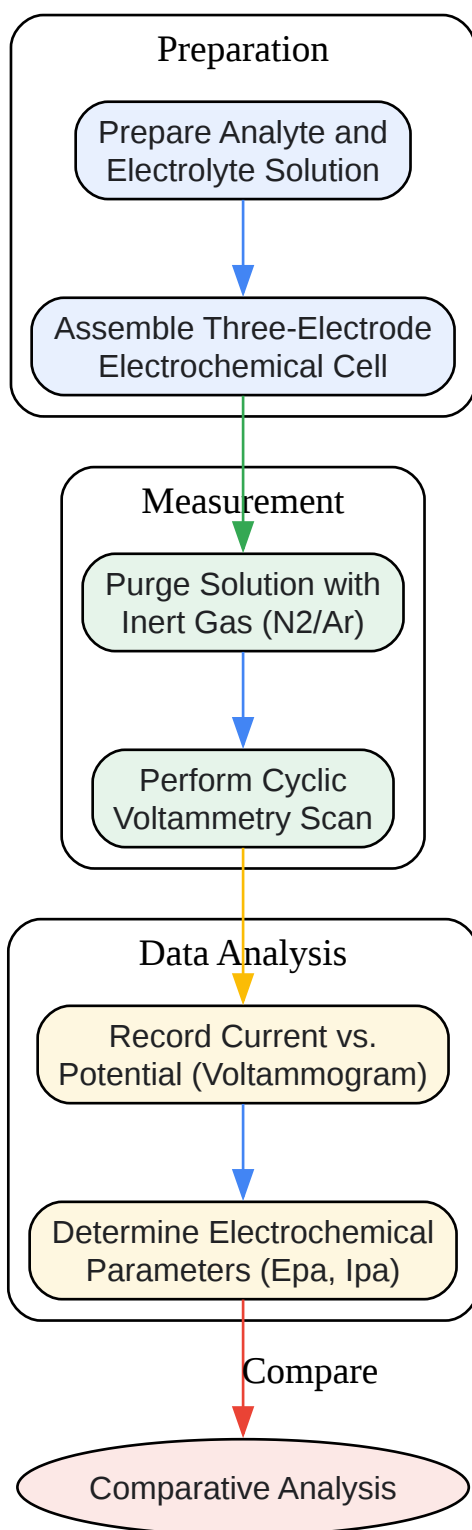 Preparation
Prepare Analyte and
Electrolyte Solution
Assemble Three-Electrode
Electrochemical Cell
Measurement
Purge Solution with
Inert Gas (N2/Ar)
Perform Cyclic
Voltammetry Scan
Data Analysis
Record Current vs.
Potential (Voltammogram)
Determine Electrochemical
Parameters (Epa, Ipa)
Compare
Comparative Analysis